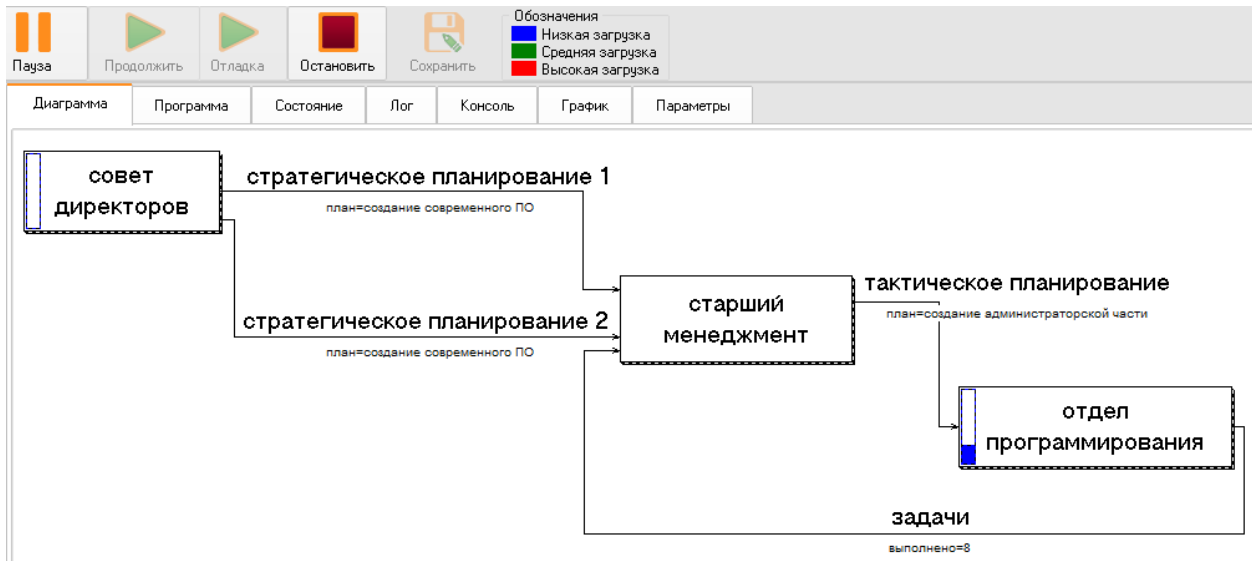 Обозначения
Низкая загрузка
Средняя загрузка
Высокая загрузка
Пауза
Продолжить
Отладка
Остановить
Сохранить
Диаграмма
Программа
Состояние
Лог
Консоль
График
Параметры
совет
директоров
стратегическое планирование 1
план=создание современного ПО
стратегическое планирование 2
план=создание современного ПО
старший
менеджмент
тактическое планирование
план=создание администраторской части
отдел
программирования
задачи
выполнено=8